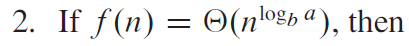 2. If f(n) = Θ(n^{log_b a}), then